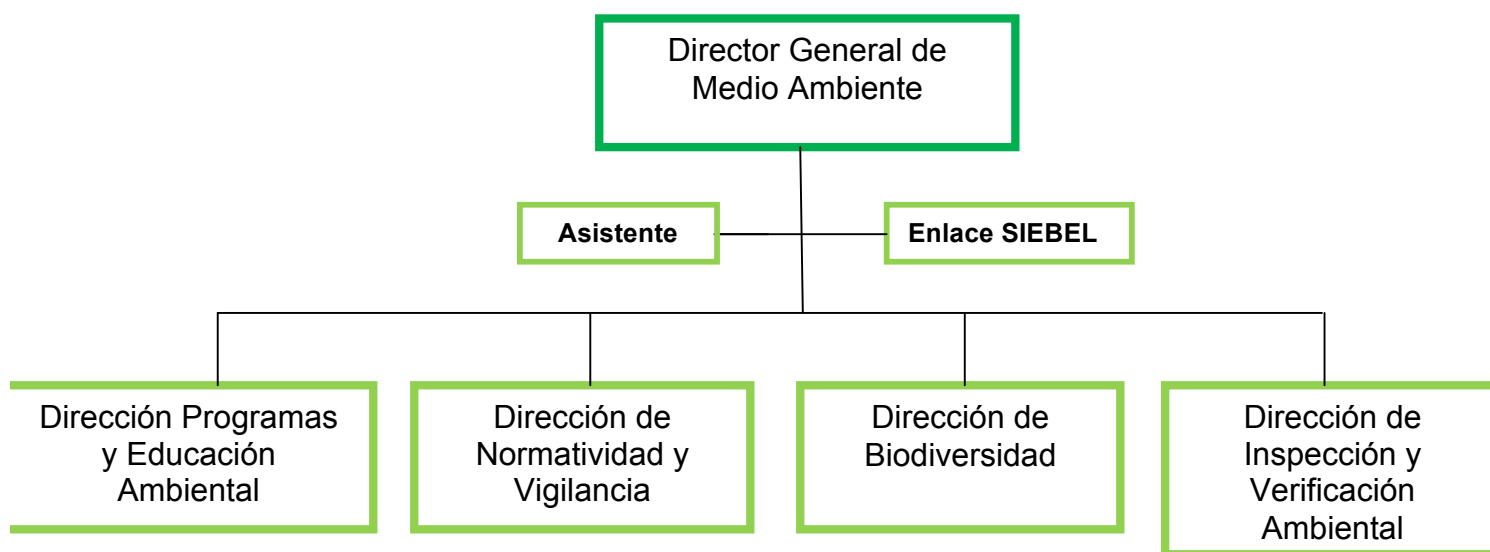 Director General de
Medio Ambiente
Asistente
Enlace SIEBEL
Dirección Programas
y Educación
Ambiental
Dirección de
Normatividad y
Vigilancia
Dirección de
Biodiversidad
Dirección de
Inspección y
Verificación
Ambiental